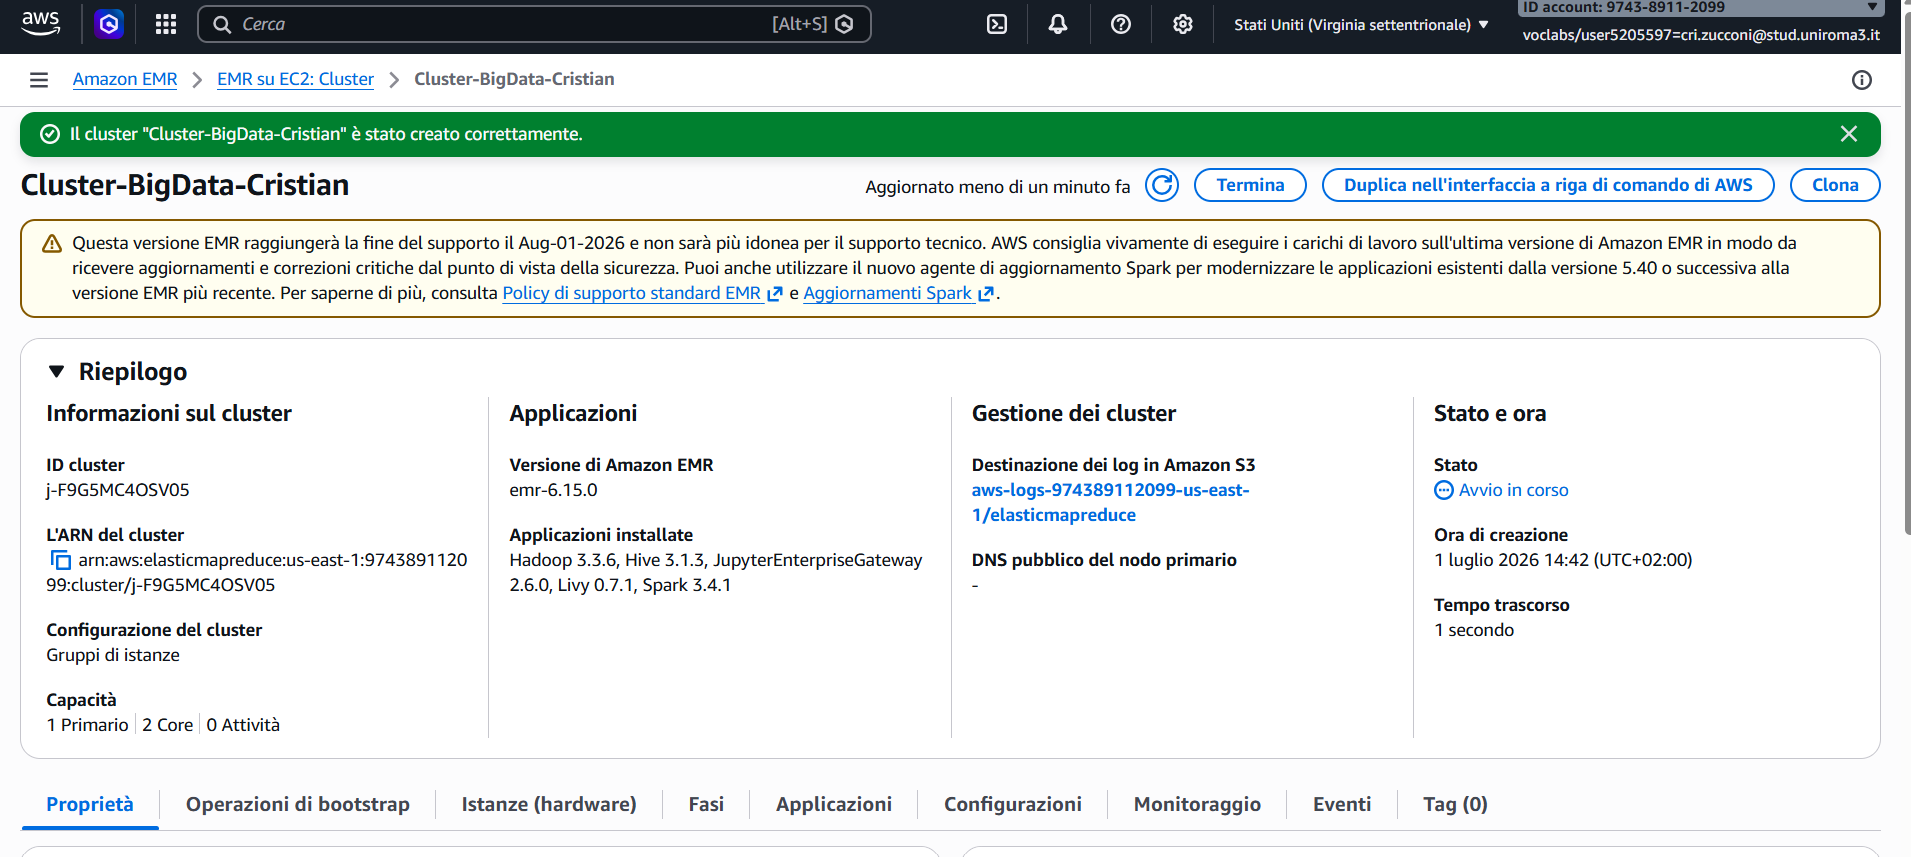 aws
Cerca [Alt+S]
Stati Uniti (Virginia settentrionale)
ID account: 9743-8911-2099
voclabs/user5205597=cri.zucconi@stud.uniroma3.it
Amazon EMR > EMR su EC2: Cluster > Cluster-BigData-Cristian
Il cluster "Cluster-BigData-Cristian" è stato creato correttamente.
Cluster-BigData-Cristian
Aggiornato meno di un minuto fa
Termina
Duplica nell'interfaccia a riga di comando di AWS
Clona
Questa versione EMR raggiungerà la fine del supporto il Aug-01-2026 e non sarà più idonea per il supporto tecnico. AWS consiglia vivamente di eseguire i carichi di lavoro sull'ultima versione di Amazon EMR in modo da
ricevere aggiornamenti e correzioni critiche dal punto di vista della sicurezza. Puoi anche utilizzare il nuovo agente di aggiornamento Spark per modernizzare le applicazioni esistenti dalla versione 5.40 o successiva alla
versione EMR più recente. Per saperne di più, consulta Policy di supporto standard EMR e Aggiornamenti Spark.
Riepilogo
Informazioni sul cluster
ID cluster
j-F9G5MC4OSV05
L'ARN del cluster
arn:aws:elasticmapreduce:us-east-1:9743891120
99:cluster/j-F9G5MC4OSV05
Configurazione del cluster
Gruppi di istanze
Capacità
1 Primario | 2 Core | 0 Attività
Applicazioni
Versione di Amazon EMR
emr-6.15.0
Applicazioni installate
Hadoop 3.3.6, Hive 3.1.3, JupyterEnterpriseGateway
2.6.0, Livy 0.7.1, Spark 3.4.1
Gestione dei cluster
Destinazione dei log in Amazon S3
aws-logs-974389112099-us-east-
1/elasticmapreduce
DNS pubblico del nodo primario
-
Stato e ora
Stato
Avvio in corso
Ora di creazione
1 luglio 2026 14:42 (UTC+02:00)
Tempo trascorso
1 secondo
Proprietà
Operazioni di bootstrap
Istanze (hardware)
Fasi
Applicazioni
Configurazioni
Monitoraggio
Eventi
Tag (0)